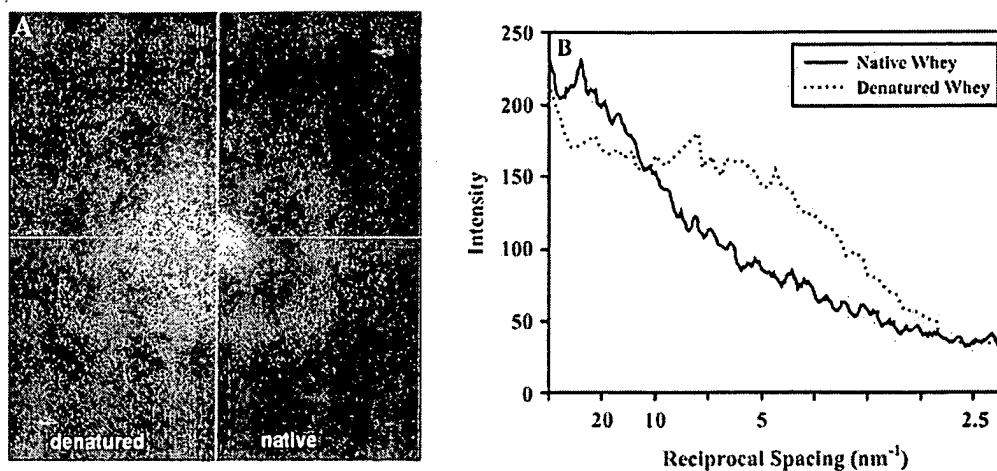 A
denatured
native
B
Native Whey
Denatured Whey
250
200
150
100
50
0
Intensity
20 10 5 2.5
Reciprocal Spacing (nm⁻¹)